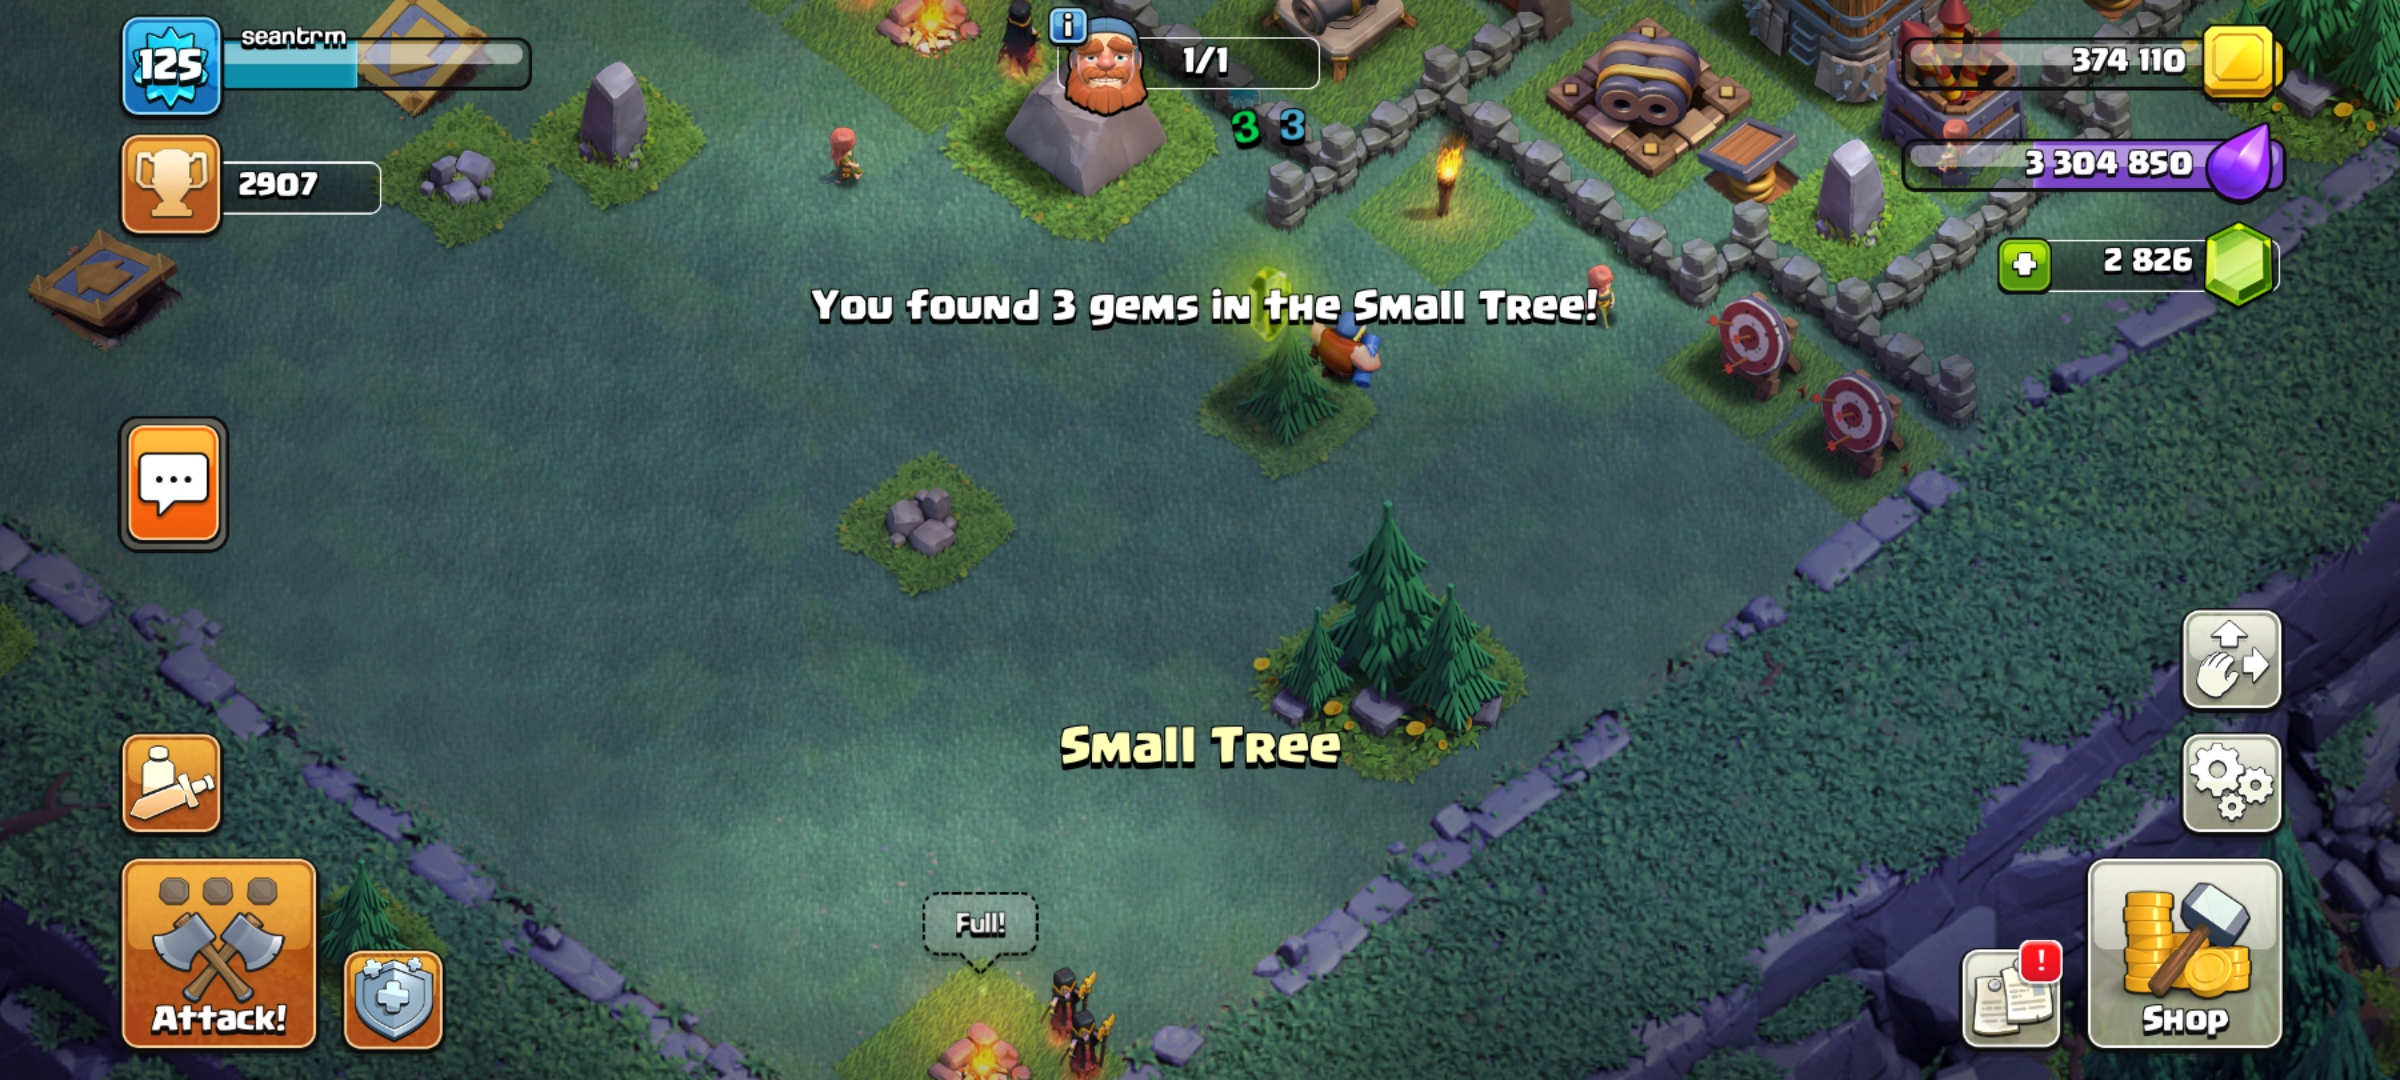 seantrm
125
1/1
374 110
3 3
2907
3 304 850
2 826
You found 3 gems in the Small Tree!
Small Tree
Full!
!
Attack!
Shop